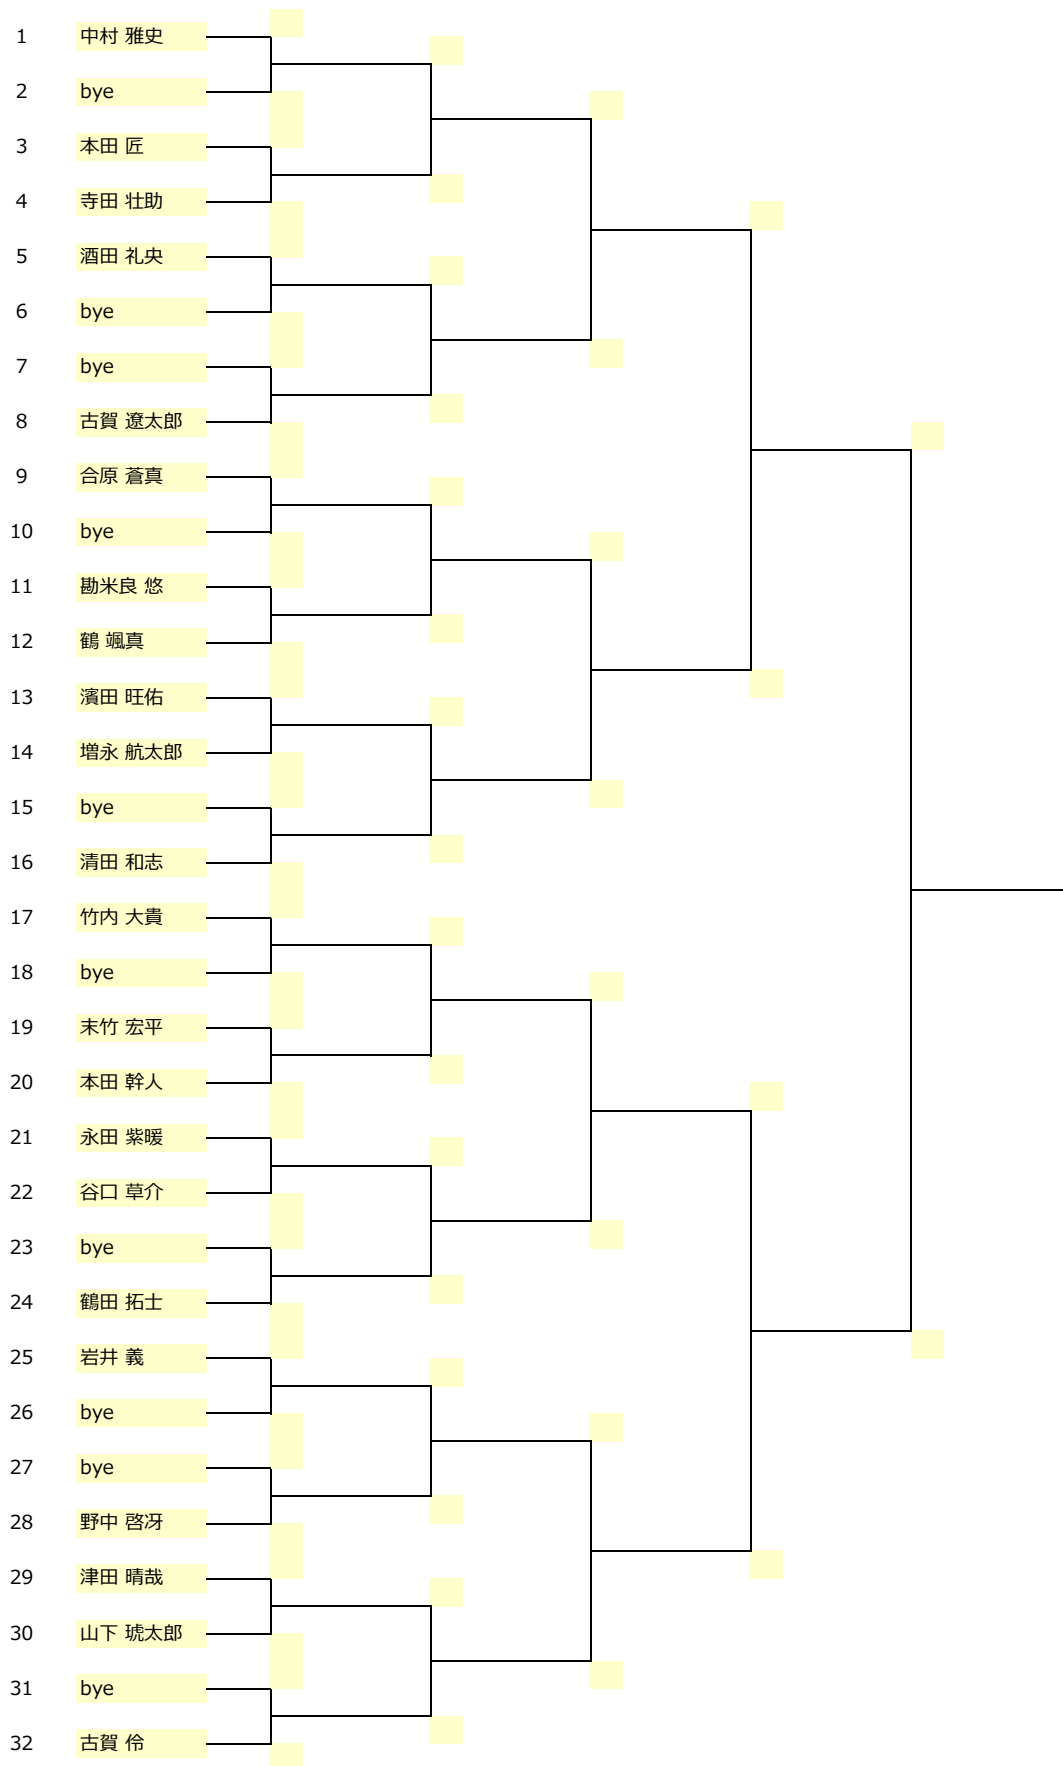 1 中村 雅史
2 bye
3 本田 匠
4 寺田 壮助
5 酒田 礼央
6 bye
7 bye
8 古賀 遼太郎
9 合原 蒼真
10 bye
11 勘米良 悠
12 鶴 颯真
13 濱田 旺佑
14 増永 航太郎
15 bye
16 清田 和志
17 竹内 大貴
18 bye
19 末竹 宏平
20 本田 幹人
21 永田 紫暖
22 谷口 草介
23 bye
24 鶴田 拓士
25 岩井 義
26 bye
27 bye
28 野中 啓冴
29 津田 晴哉
30 山下 琥太郎
31 bye
32 古賀 伶